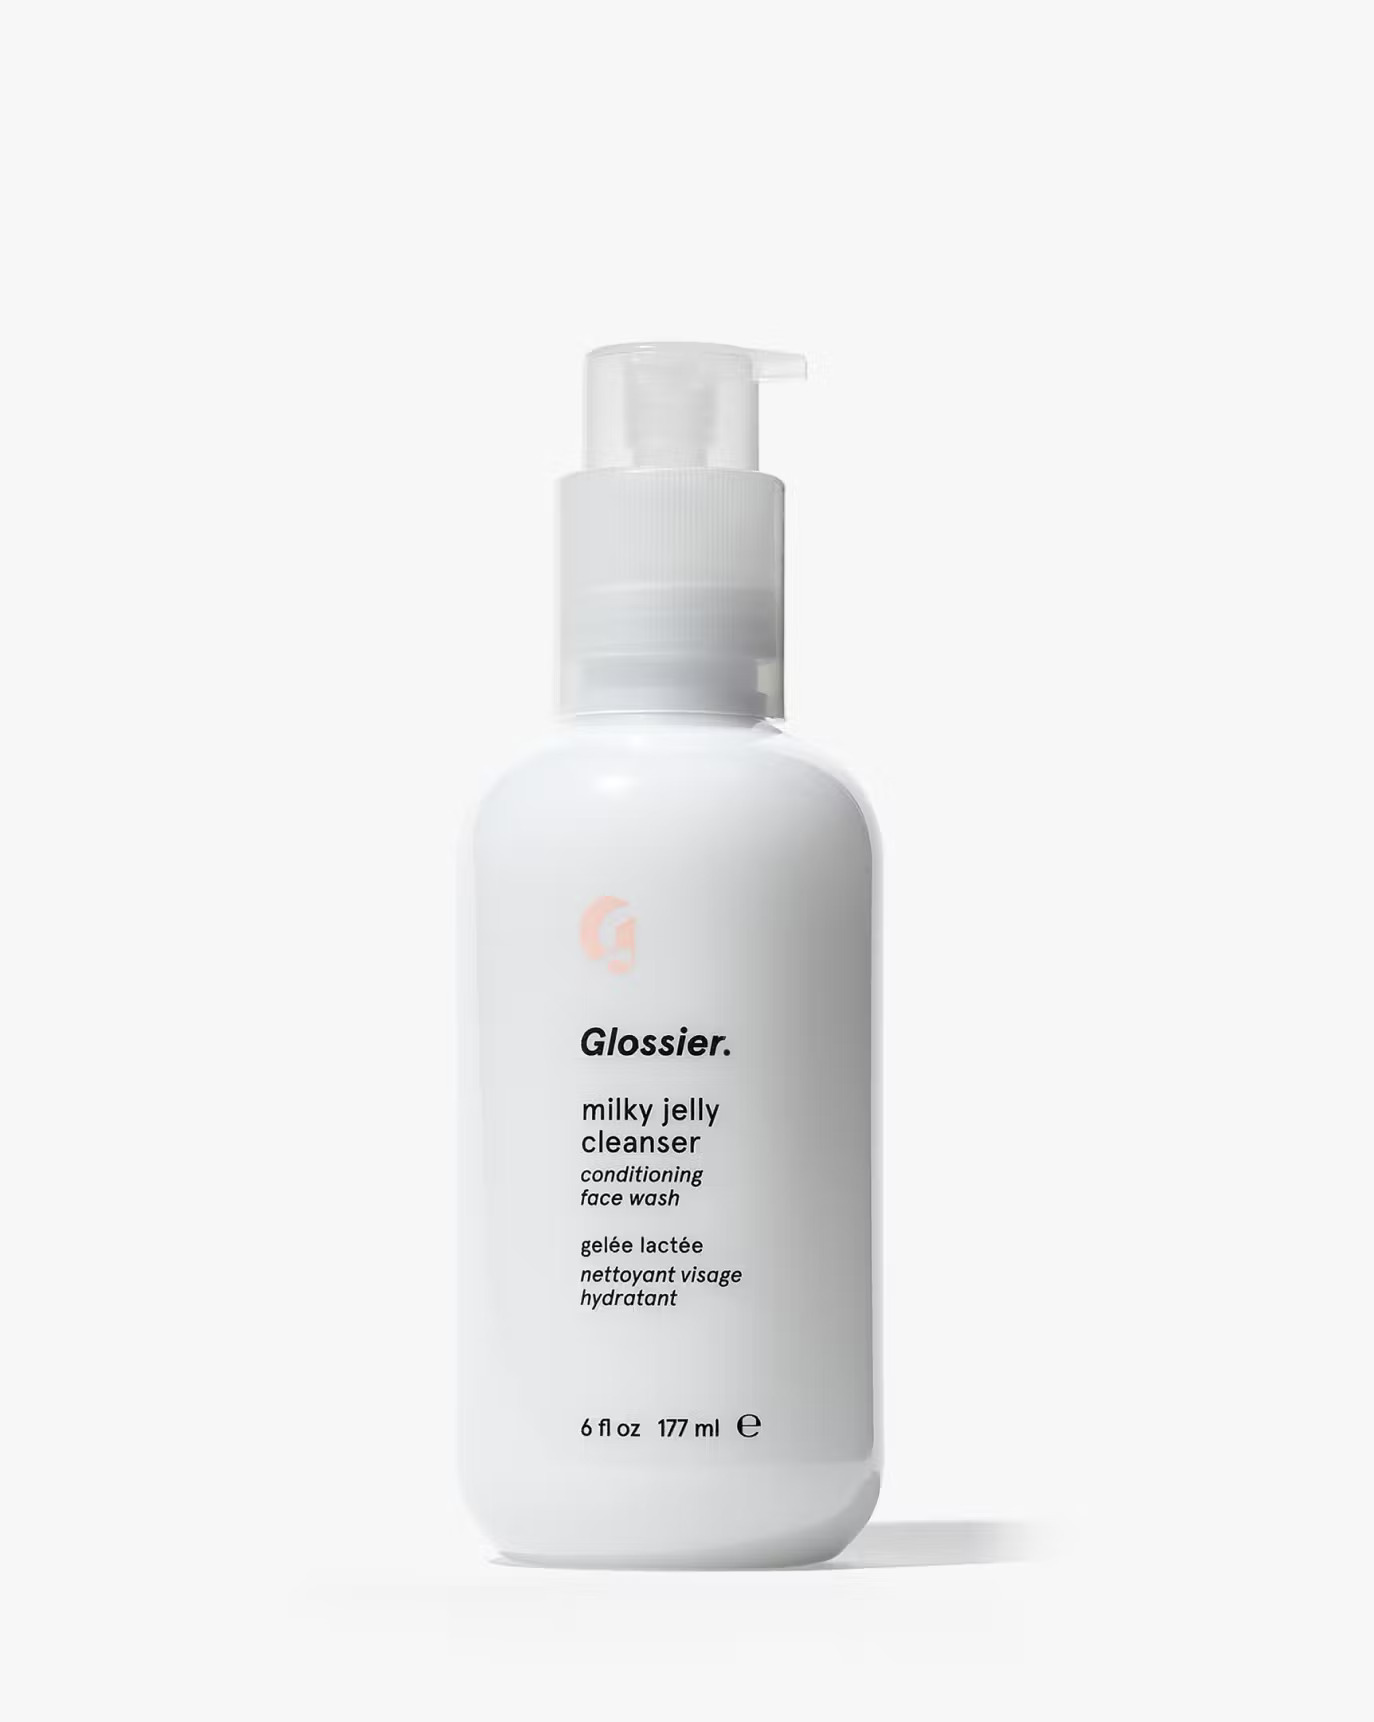 G
Glossier.
milky jelly
cleanser
conditioning
face wash
gelée lactée
nettoyant visage
hydratant
6 fl oz 177 ml ℮